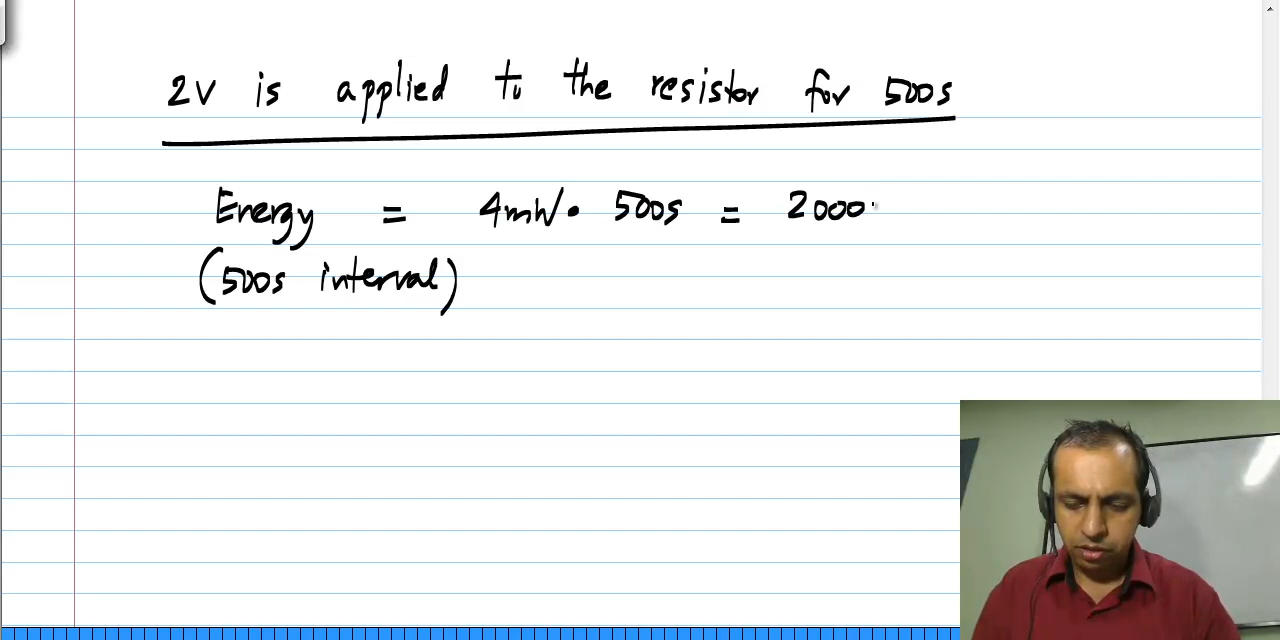 2V is applied to the resistor for 500s
Energy = 4mW. 500s = 2000
(500s interval)